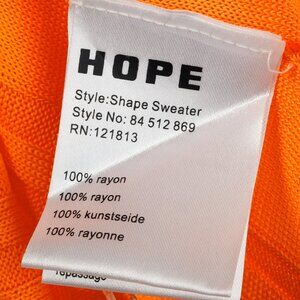 HOPE
Style:Shape Sweater
Style No: 84 512 869
RN:121813
100% rayon
100% rayon
100% kunstseide
100% rayonne
repassage